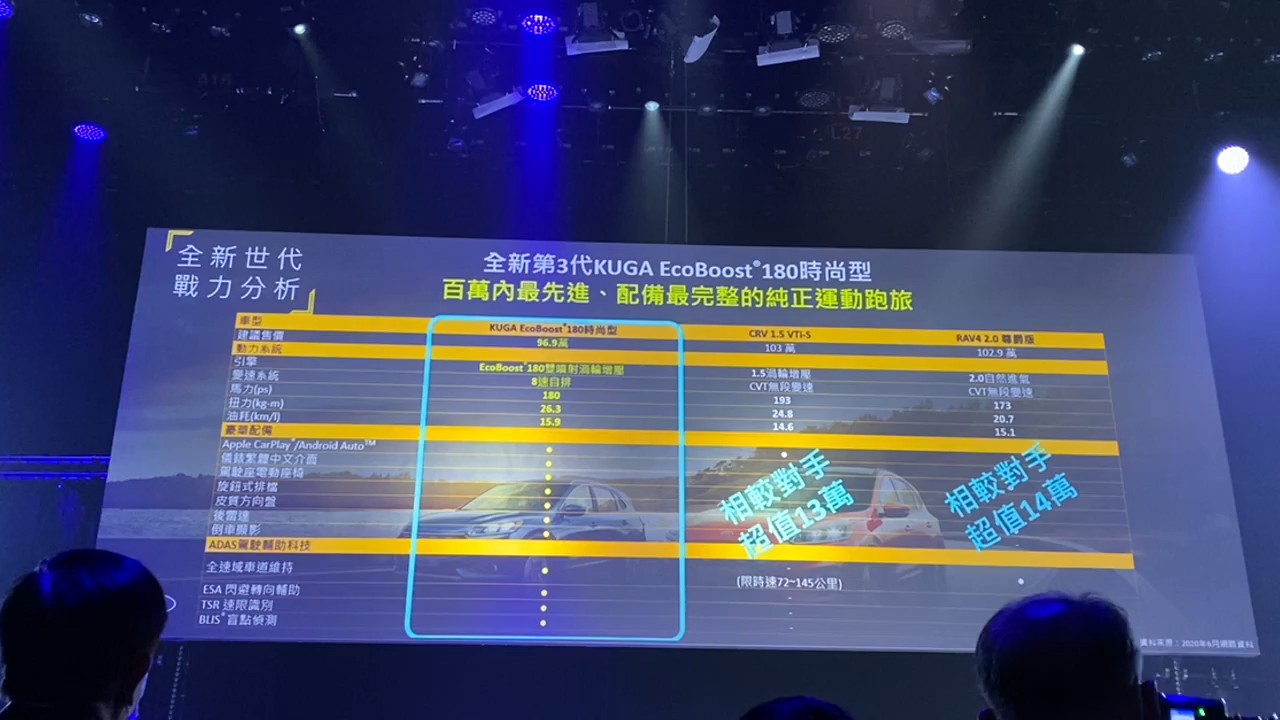 全新世代
戰力分析
全新第3代KUGA EcoBoost®180時尚型
百萬內最先進、配備最完整的純正運動跑旅
車型 KUGA EcoBoost®180時尚型 CRV 1.5 VTi-S RAV4 2.0 尊爵版
建議售價 96.9萬 103 萬 102.9 萬
動力系統
引擎 EcoBoost®180雙噴射渦輪增壓 1.5渦輪增壓 2.0自然進氣
變速系統 8速自排 CVT無段變速 CVT無段變速
馬力(ps) 180 193 173
扭力(kg-m) 26.3 24.8 20.7
油耗(km/l) 15.9 14.6 15.1
豪華配備
Apple CarPlay®/Android Auto™ • •
儀錶繁體中文介面 •
駕駛座電動座椅 •
旋鈕式排檔 •
皮質方向盤 •
後雷達 •
倒車顯影 •
相較對手
超值13萬
相較對手
超值14萬
ADAS駕駛輔助科技
全速域車道維持 • - (限時速72~145公里) •
ESA 閃避轉向輔助 • -
TSR 速限識別 • -
BLIS®盲點偵測 • -
資料來源：2020年6月網路資料
L27